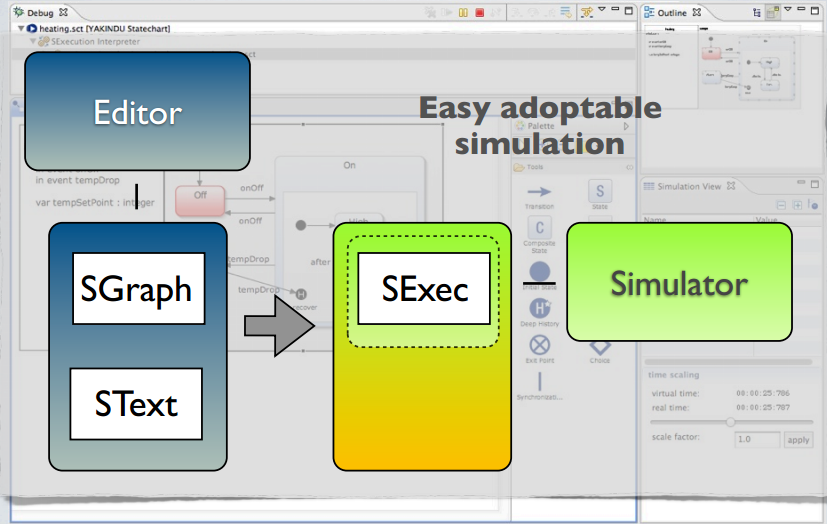 Debug
Outline
heating.sct [YAKINDU Statechart]
SExecution Interpreter
Editor
Easy adoptable
simulation
Palette
Tools
in event tempDrop
var tempSetPoint : integer
Off
onOff
onOff
On
High
after
tempDrop
tempDrop
H
recover
Transition
S
State
C
Composite
State
Initial State
H
Deep History
Exit Point
Choice
Synchronizati...
Simulation View
Name
Value
SGraph
SText
SExec
Simulator
time scaling
virtual time:
00:00:25:786
real time:
00:00:25:787
scale factor:
1.0
apply